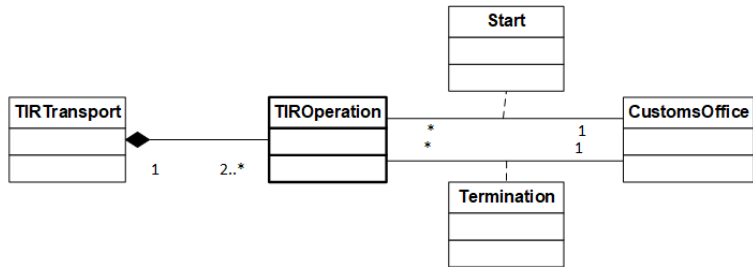 Start
TIRTransport
TIROperation
CustomsOffice
* 1
* 1
1 2..*
Termination